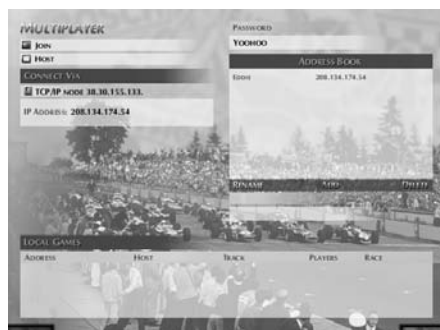 MULTIPLAYER
JOIN
HOST
CONNECT VIA
TCP/IP NODE 38.30.155.133.
IP ADDRESS: 208.134.174.54
PASSWORD
YOOHOO
ADDRESS BOOK
EDDIE 208.134.174.54
RENAME ADD DELETE
LOCAL GAMES
ADDRESS HOST TRACK PLAYERS RACE